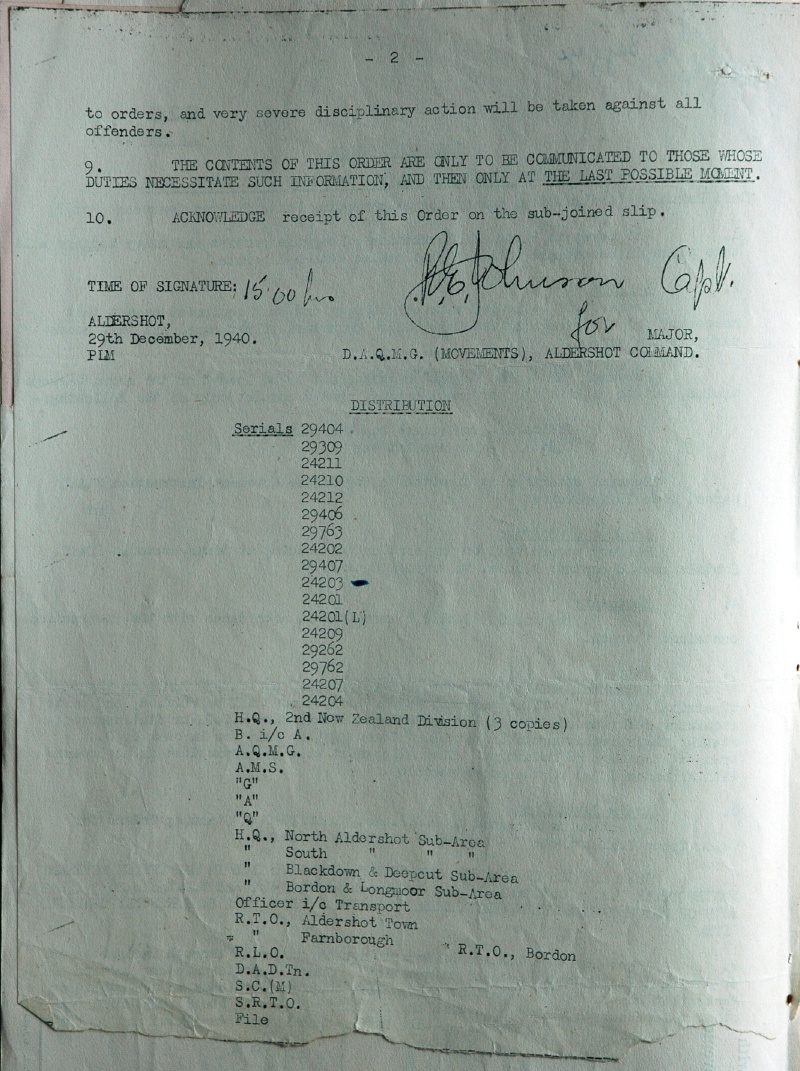 - 2 -
to orders, and very severe disciplinary action will be taken against all
offenders.
9. THE CONTENTS OF THIS ORDER ARE ONLY TO BE COMMUNICATED TO THOSE WHOSE
DUTIES NECESSITATE SUCH INFORMATION, AND THEN ONLY AT THE LAST POSSIBLE MOMENT.
10. ACKNOWLEDGE receipt of this Order on the sub-joined slip.
TIME OF SIGNATURE: 15.00 hrs Johnson Capt.
for
ALDERSHOT, MAJOR,
29th December, 1940.
PLM D.A.Q.M.G. (MOVEMENTS), ALDERSHOT COMMAND.
DISTRIBUTION
Serials 29404
29309
24211
24210
24212
29406
29763
24202
29407
24203
24201
24201(L)
24209
29262
29762
24207
24204
H.Q., 2nd New Zealand Division (3 copies)
B. i/c A.
A.Q.M.G.
A.M.S.
"G"
"A"
"Q"
H.Q., North Aldershot Sub-Area
" South " " "
" Blackdown & Deepcut Sub-Area
" Bordon & Longmoor Sub-Area
Officer i/c Transport
R.T.O., Aldershot Town
" Farnborough
R.L.O. " R.T.O., Bordon
D.A.D.Tn.
S.C.(M)
S.R.T.O.
File